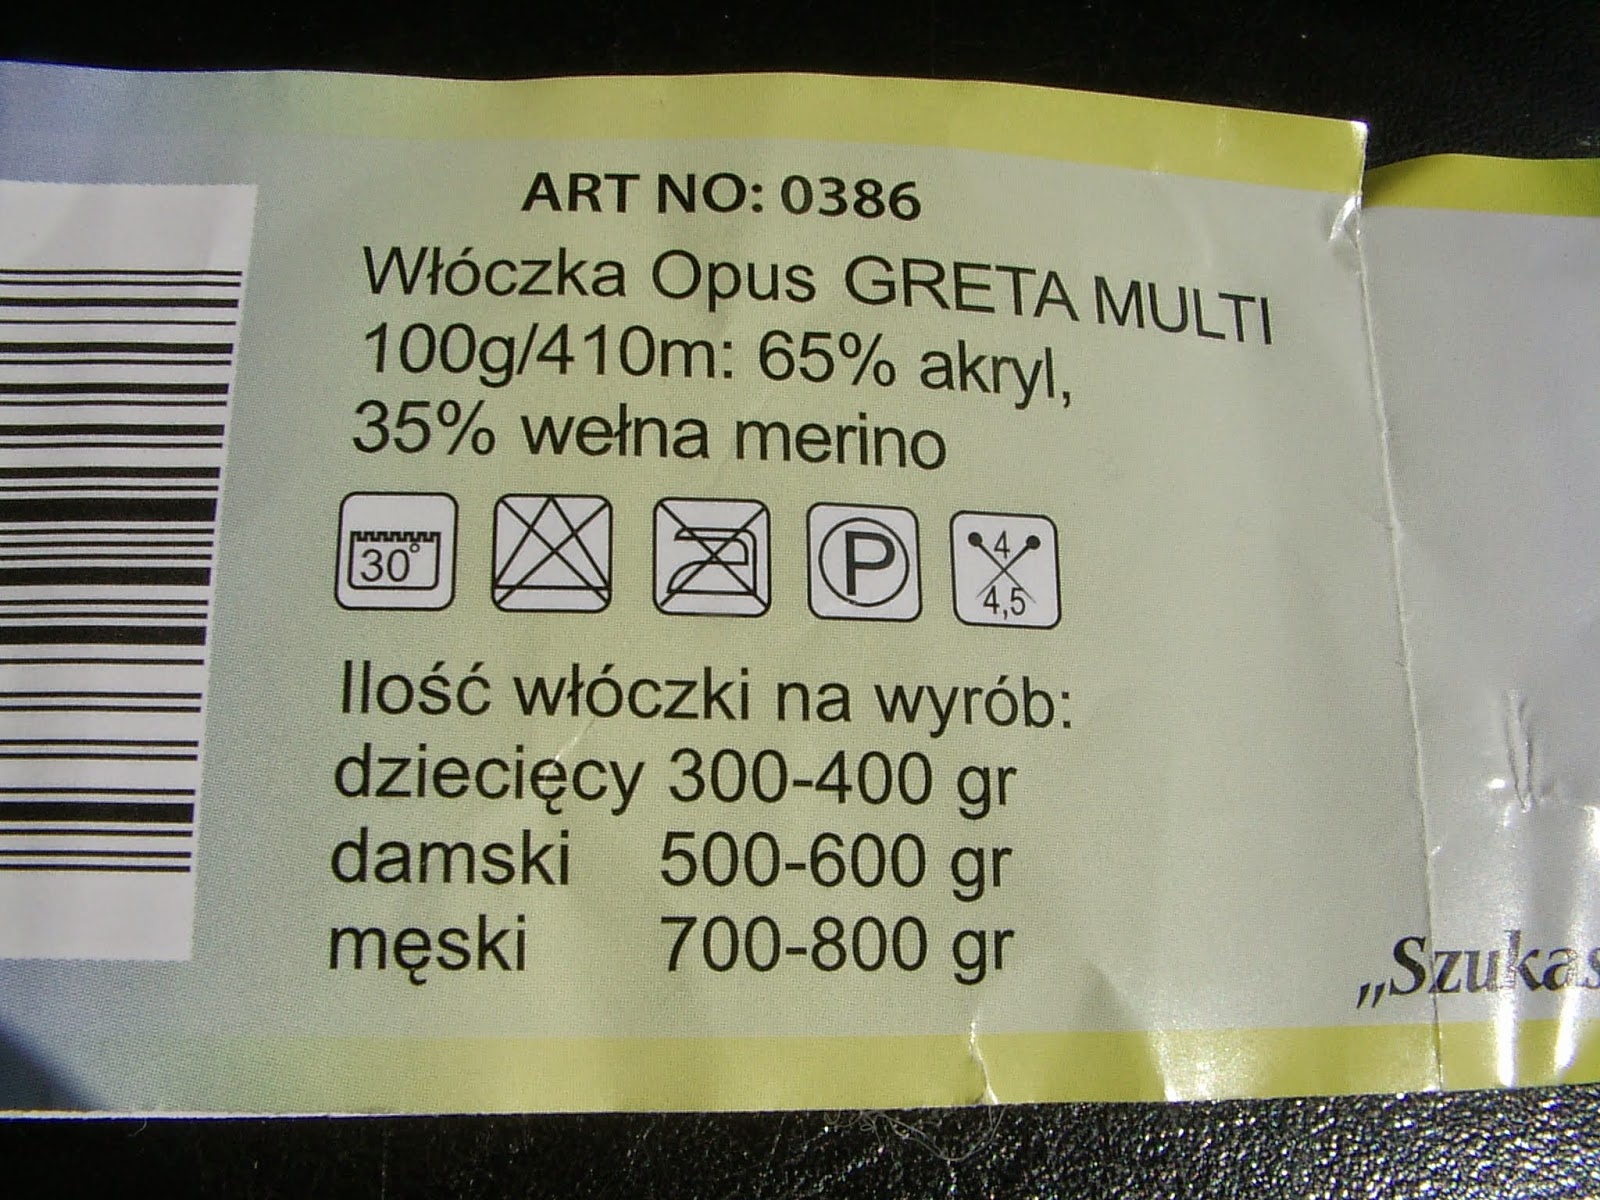 ART NO: 0386
Włóczka Opus GRETA MULTI
100g/410m: 65% akryl,
35% wełna merino
30°
P
4
4,5
Ilość włóczki na wyrób:
dziecięcy 300-400 gr
damski 500-600 gr
męski 700-800 gr
„Szukas